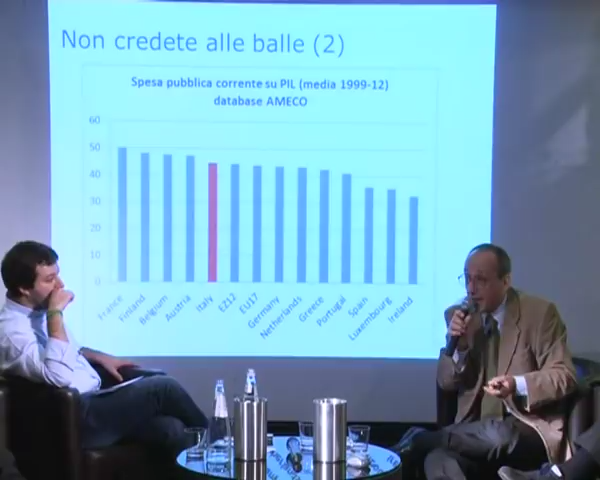 Non credete alle balle (2)
Spesa pubblica corrente su PIL (media 1999-12)
database AMECO
60
50
40
30
20
10
0
France
Finland
Belgium
Austria
Italy
EZ12
EU17
Germany
Netherlands
Greece
Portugal
Spain
Luxembourg
Ireland